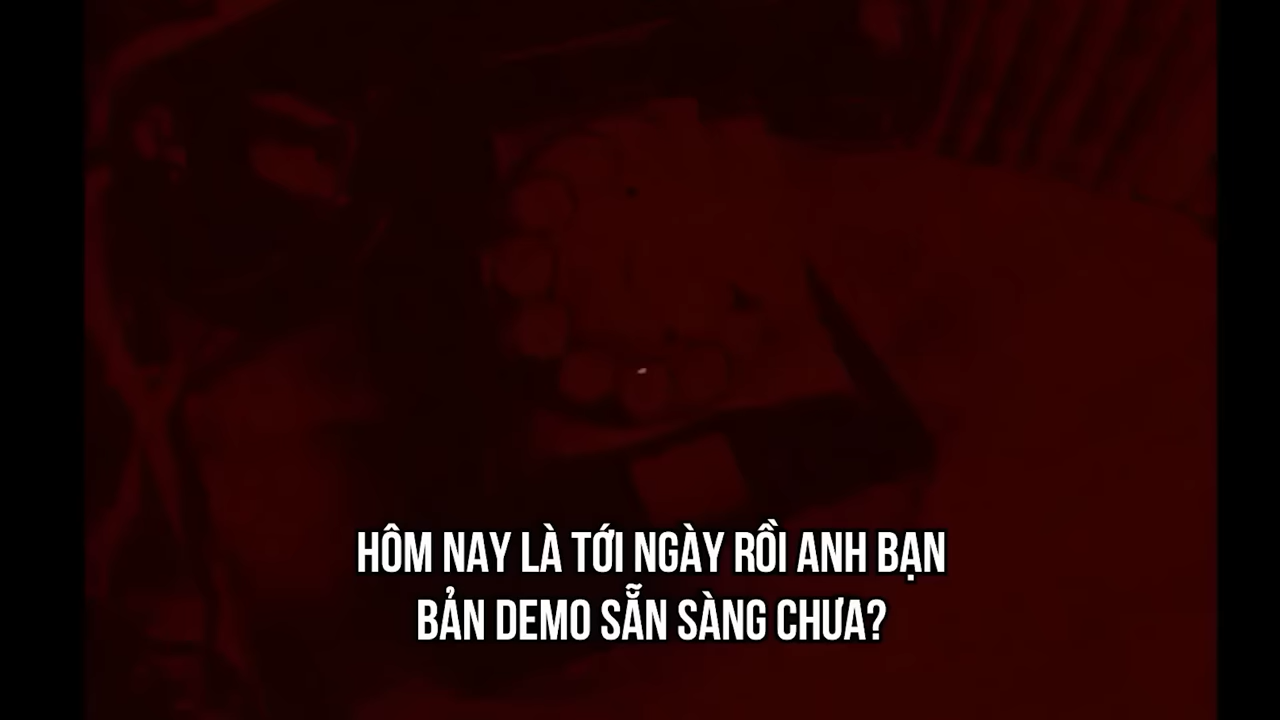 HÔM NAY LÀ TỚI NGÀY RỒI ANH BẠN
BẢN DEMO SẴN SÀNG CHƯA?